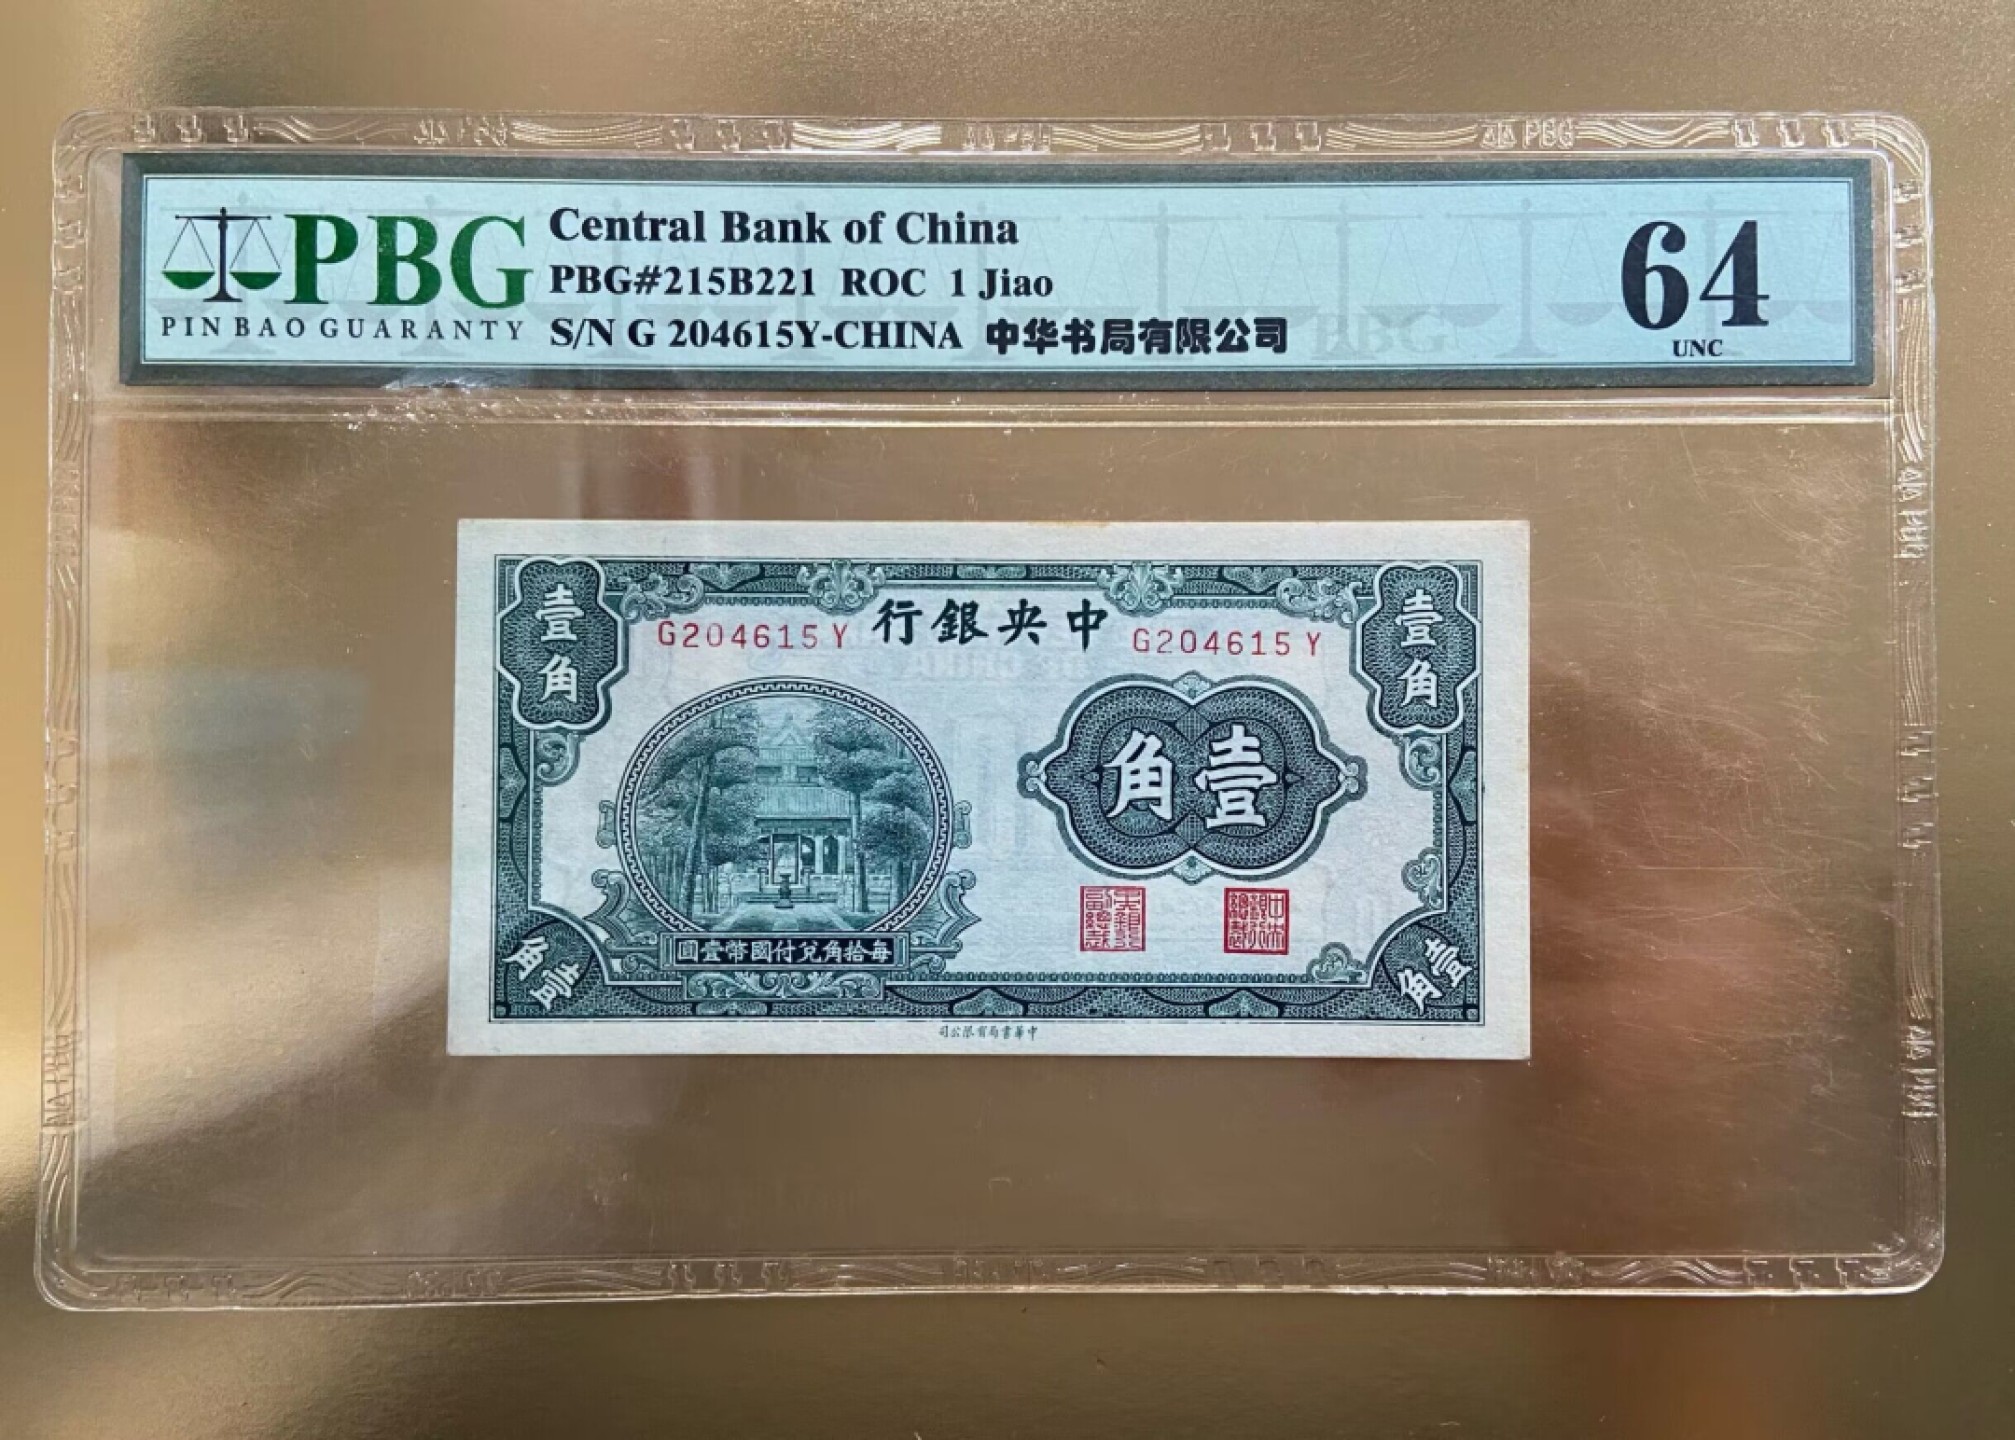 PBG
PIN BAO GUARANTY
Central Bank of China
PBG#215B221 ROC 1 Jiao
S/N G 204615Y-CHINA 中华书局有限公司
64
UNC
壹角
壹角
行銀央中
G204615Y
G204615Y
角壹
圓壹幣國付兌角拾每
角壹
壹角
司公限有局書華中